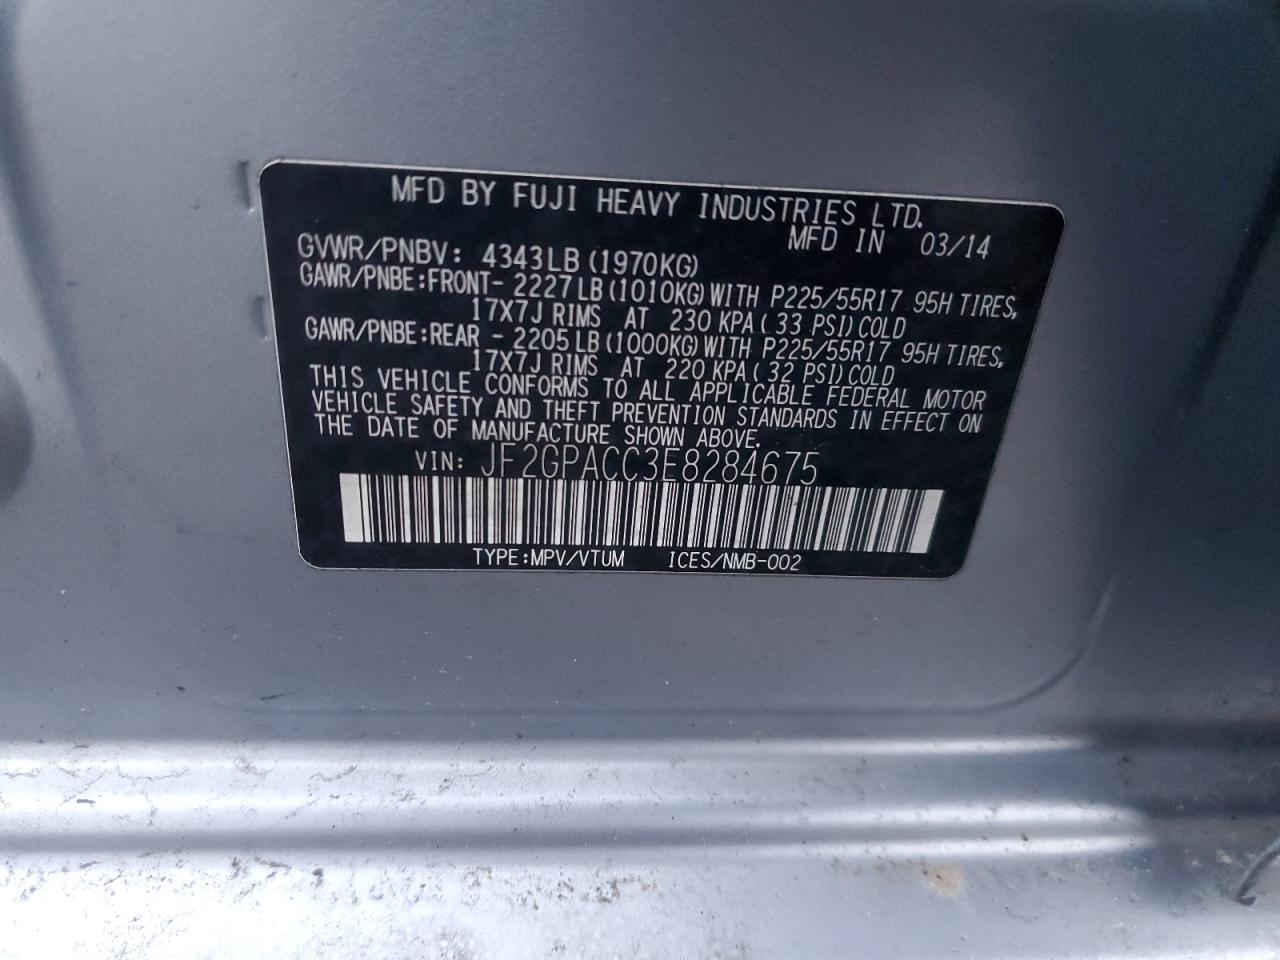 MFD BY FUJI HEAVY INDUSTRIES LTD.
MFD IN 03/14
GVWR/PNBV: 4343LB (1970KG)
GAWR/PNBE:FRONT- 2227LB (1010KG) WITH P225/55R17 95H TIRES,
17X7J RIMS AT 230 KPA( 33 PSI) COLD
GAWR/PNBE:REAR - 2205LB (1000KG) WITH P225/55R17 95H TIRES,
17X7J RIMS AT 220 KPA( 32 PSI) COLD
THIS VEHICLE CONFORMS TO ALL APPLICABLE FEDERAL MOTOR
VEHICLE SAFETY AND THEFT PREVENTION STANDARDS IN EFFECT ON
THE DATE OF MANUFACTURE SHOWN ABOVE.
VIN: JF2GPACC3E8284675
TYPE:MPV/VTUM ICES/NMB-002